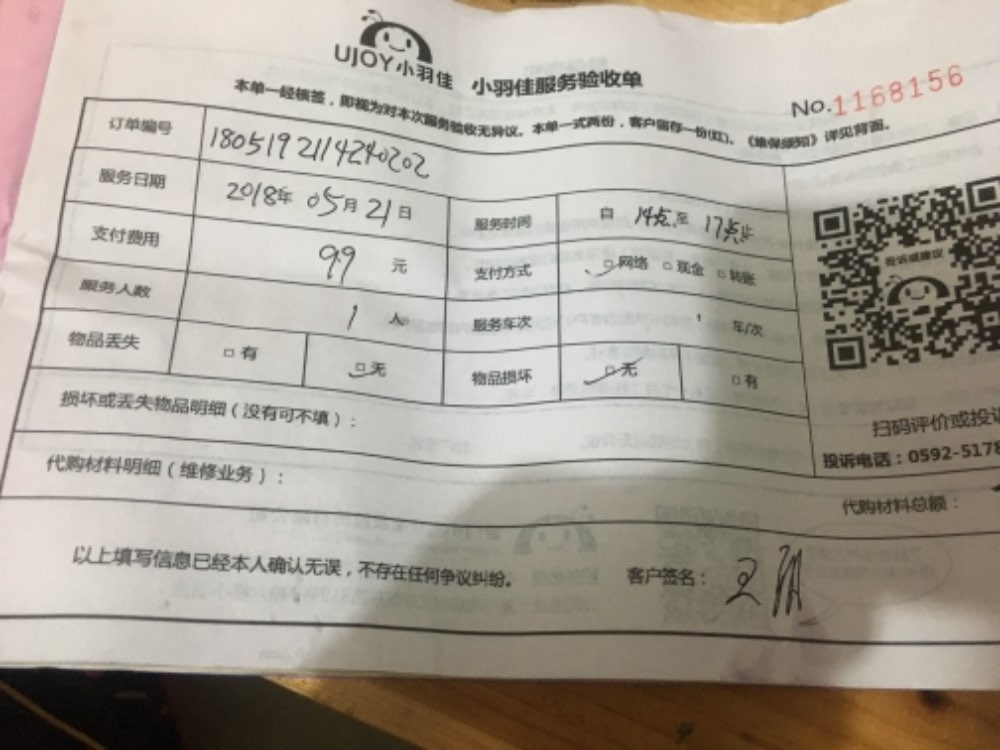 UJOY小羽佳 小羽佳服务验收单
No.1168156
本单一经核签，即视为对本次服务验收无异议。本单一式两份，客户留存一份(红)。《维保须知》详见背面。
订单编号 1805192114240202
服务日期 2018年 05月 21日 服务时间 自 14点至 17点止
支付费用 99 元 支付方式 □网络 □现金 □转账
服务人数 1 人 服务车次 1 车/次
物品丢失 □有 □无 物品损坏 □无 □有
投诉或建议
损坏或丢失物品明细（没有可不填）：
扫码评价或投诉
投诉电话：0592-5178
代购材料明细（维修业务）：
代购材料总额：
以上填写信息已经本人确认无误，不存在任何争议纠纷。 客户签名：王